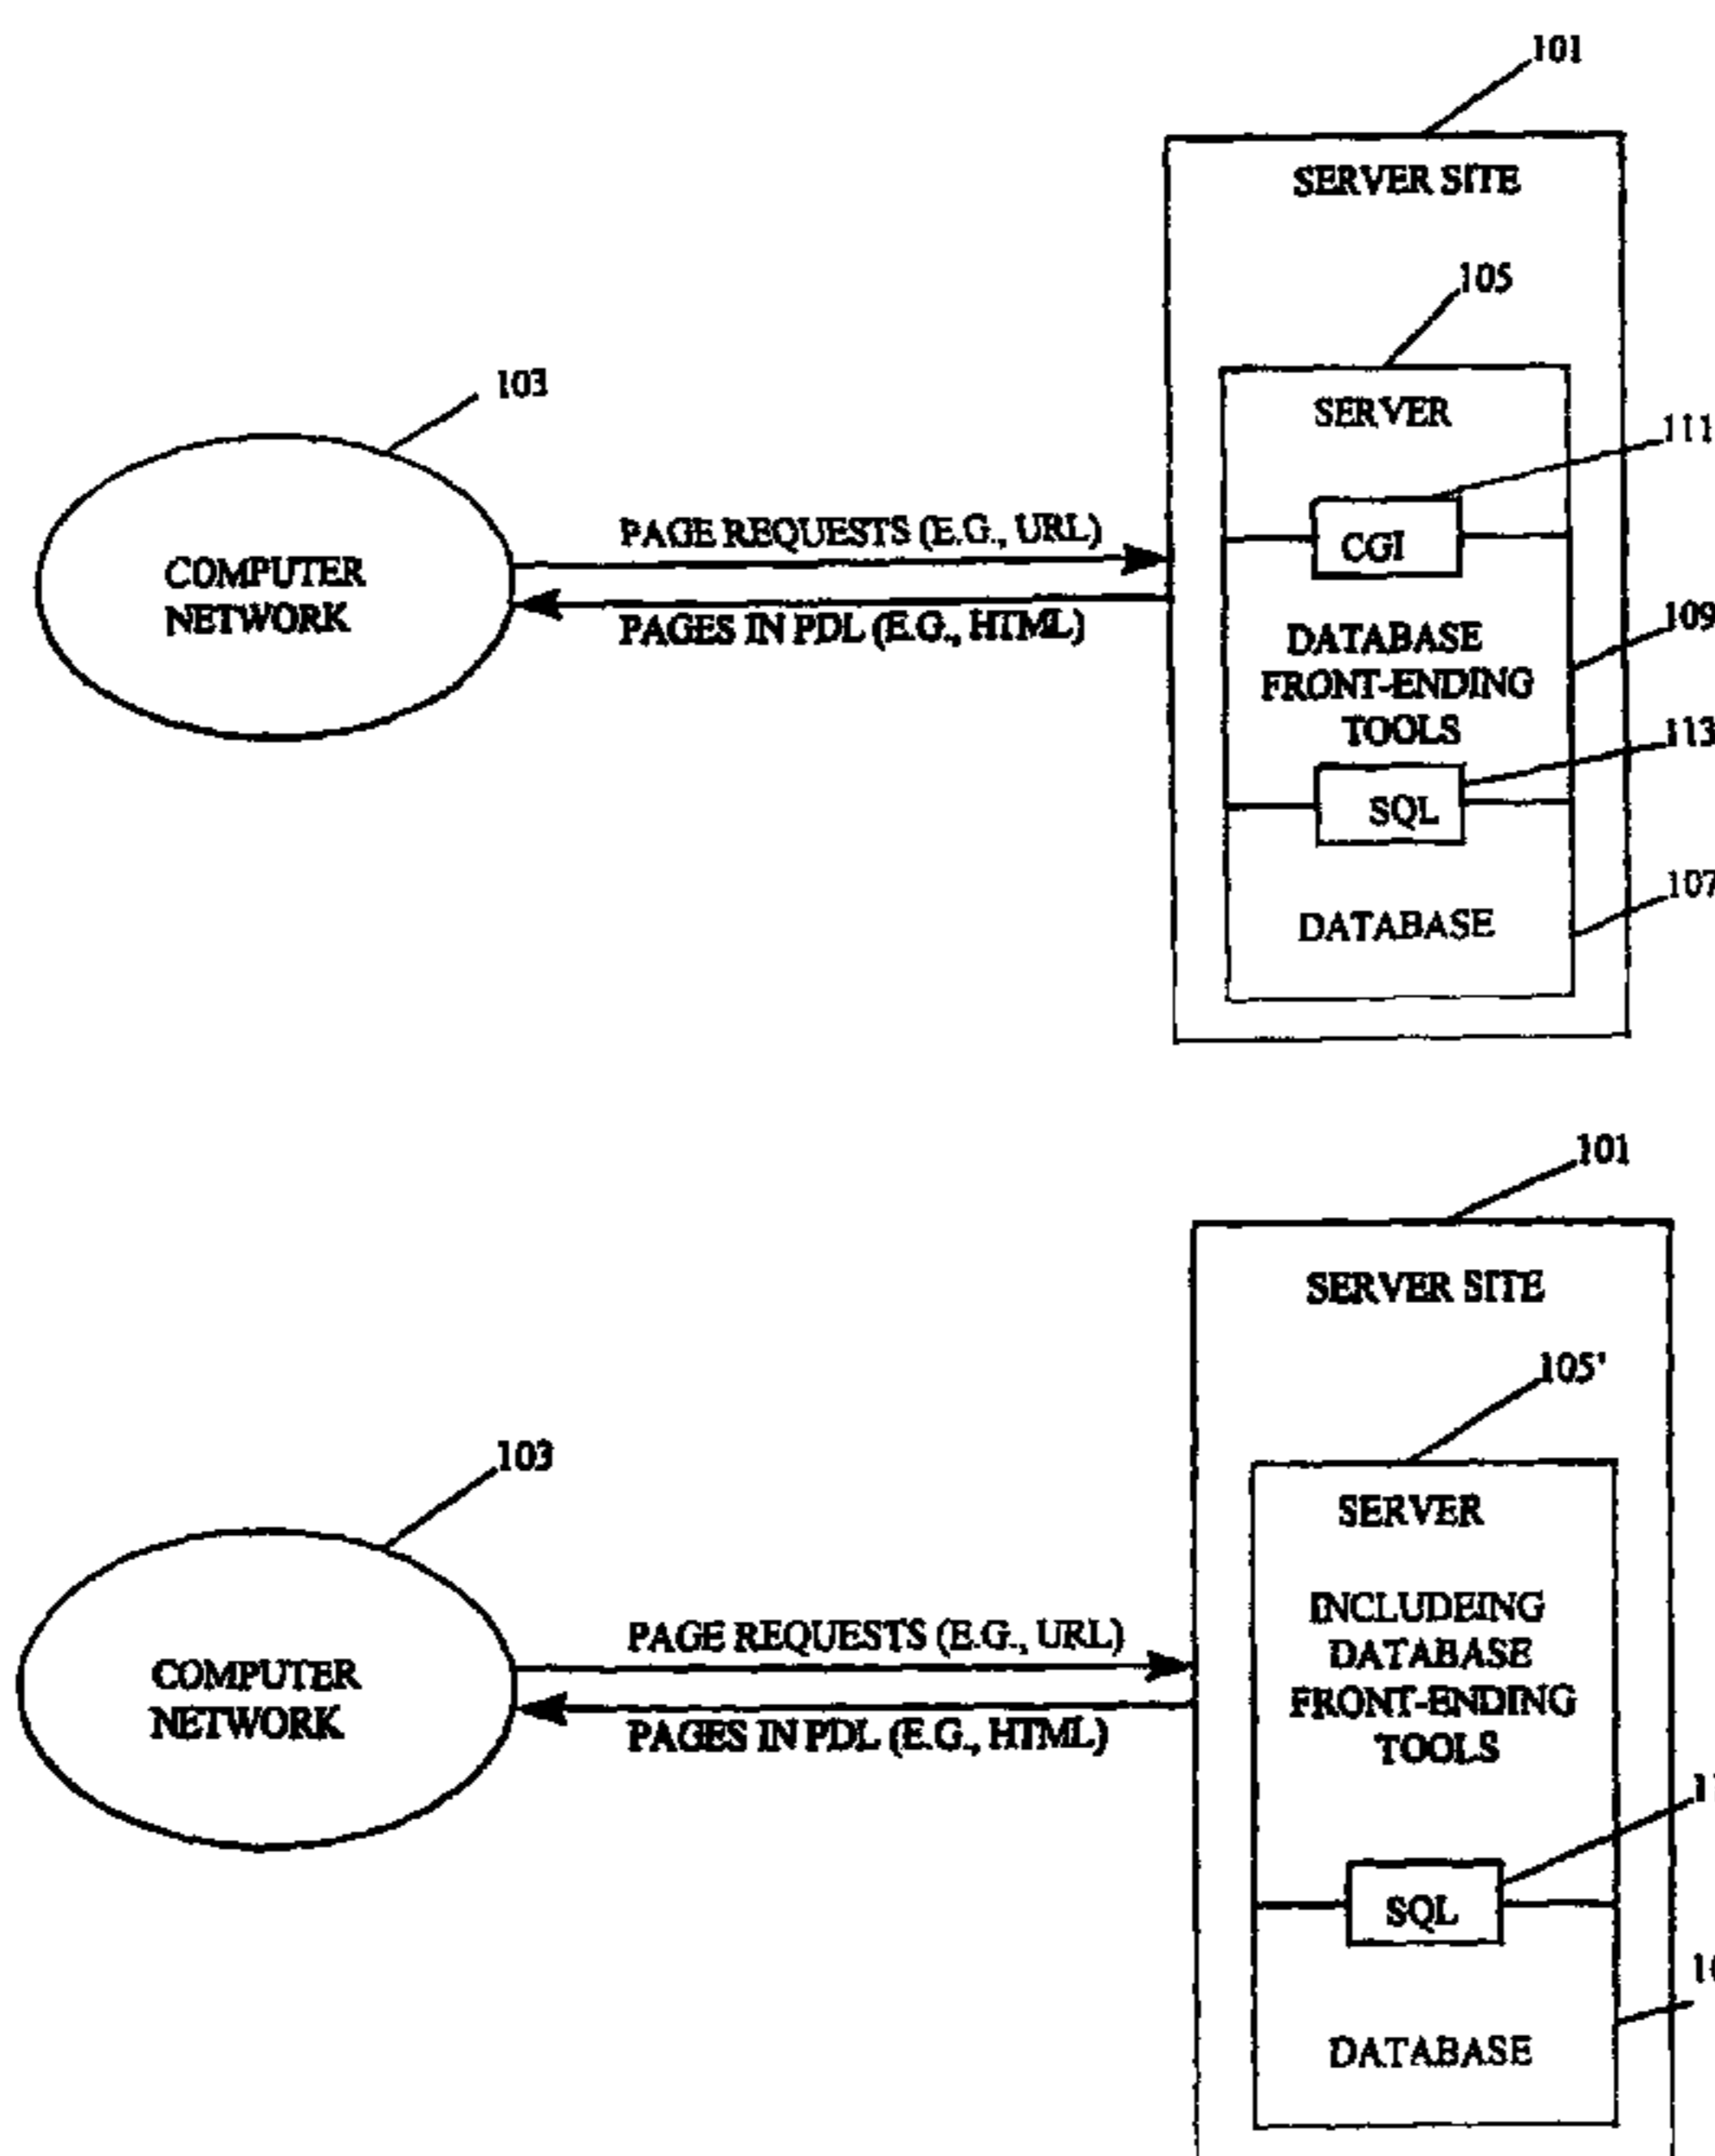 101
SERVER SITE
105
SERVER
111
CGI
103
COMPUTER
NETWORK
PAGE REQUESTS (E.G., URL)
PAGES IN PDL (E.G., HTML)
109
DATABASE
FRONT-ENDING
TOOLS
113
SQL
107
DATABASE
101
SERVER SITE
105'
SERVER
103
COMPUTER
NETWORK
PAGE REQUESTS (E.G., URL)
PAGES IN PDL (E.G., HTML)
INCLUDEING
DATABASE
FRONT-ENDING
TOOLS
SQL
DATABASE